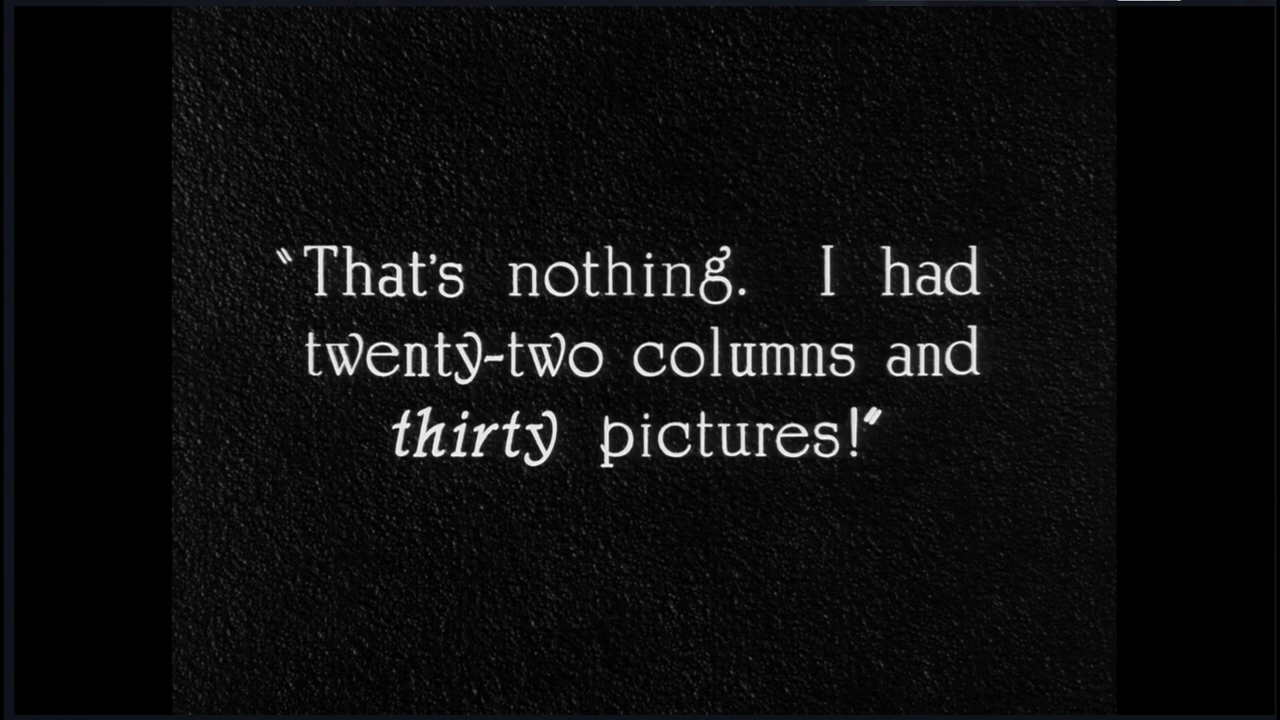 "That's nothing. I had
twenty-two columns and
thirty pictures!"